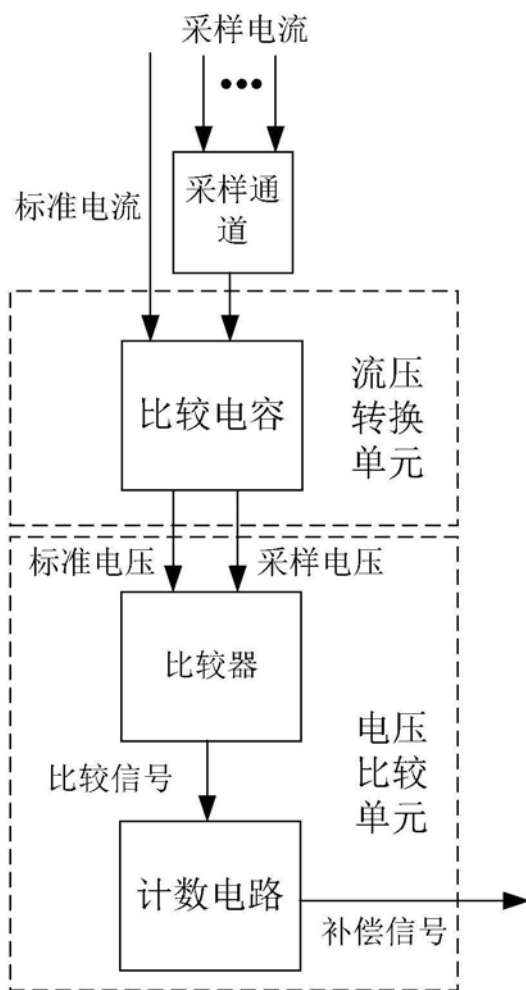 采样电流
采样通
道
标准电流
比较电容
流压
转换
单元
标准电压
采样电压
比较器
电压
比较
单元
比较信号
计数电路
补偿信号